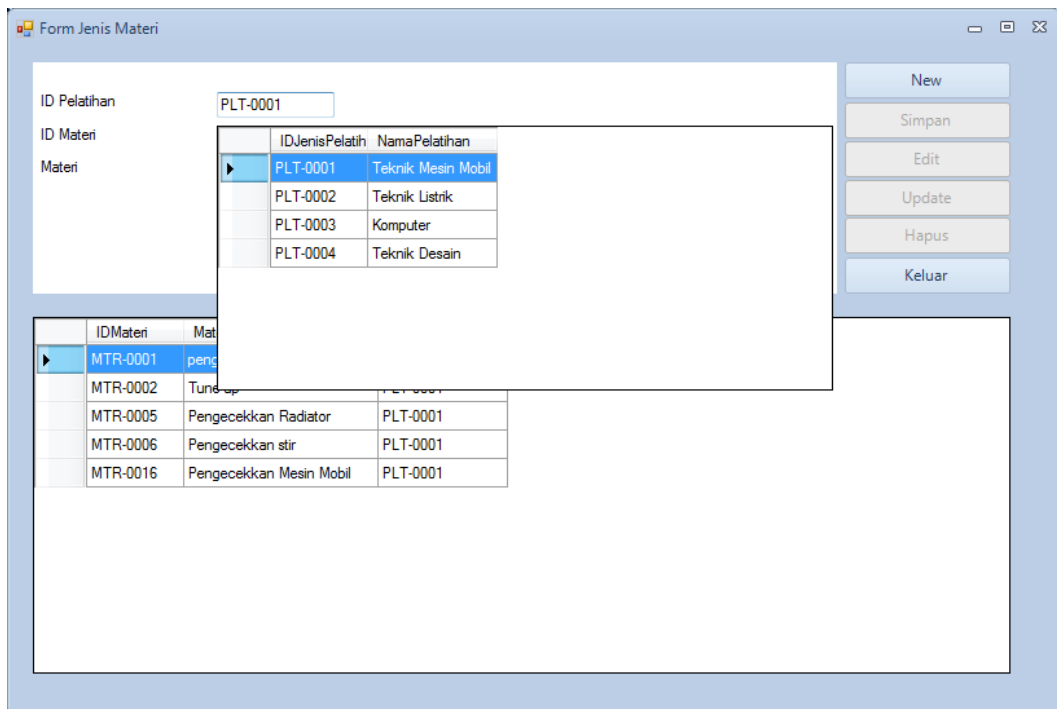 Form Jenis Materi
ID Pelatihan PLT-0001
ID Materi
Materi
IDJenisPelatih NamaPelatihan
PLT-0001 Teknik Mesin Mobil
PLT-0002 Teknik Listrik
PLT-0003 Komputer
PLT-0004 Teknik Desain
New
Simpan
Edit
Update
Hapus
Keluar
IDMateri Mat
MTR-0001 peng
MTR-0002 Tune
MTR-0005 Pengecekkan Radiator PLT-0001
MTR-0006 Pengecekkan stir PLT-0001
MTR-0016 Pengecekkan Mesin Mobil PLT-0001